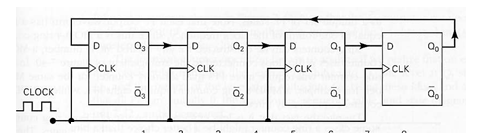 D Q₃ D Q₂ D Q₁ D Q₀
CLK CLK CLK CLK
Q̅₃ Q̅₂ Q̅₁ Q̅₀
CLOCK